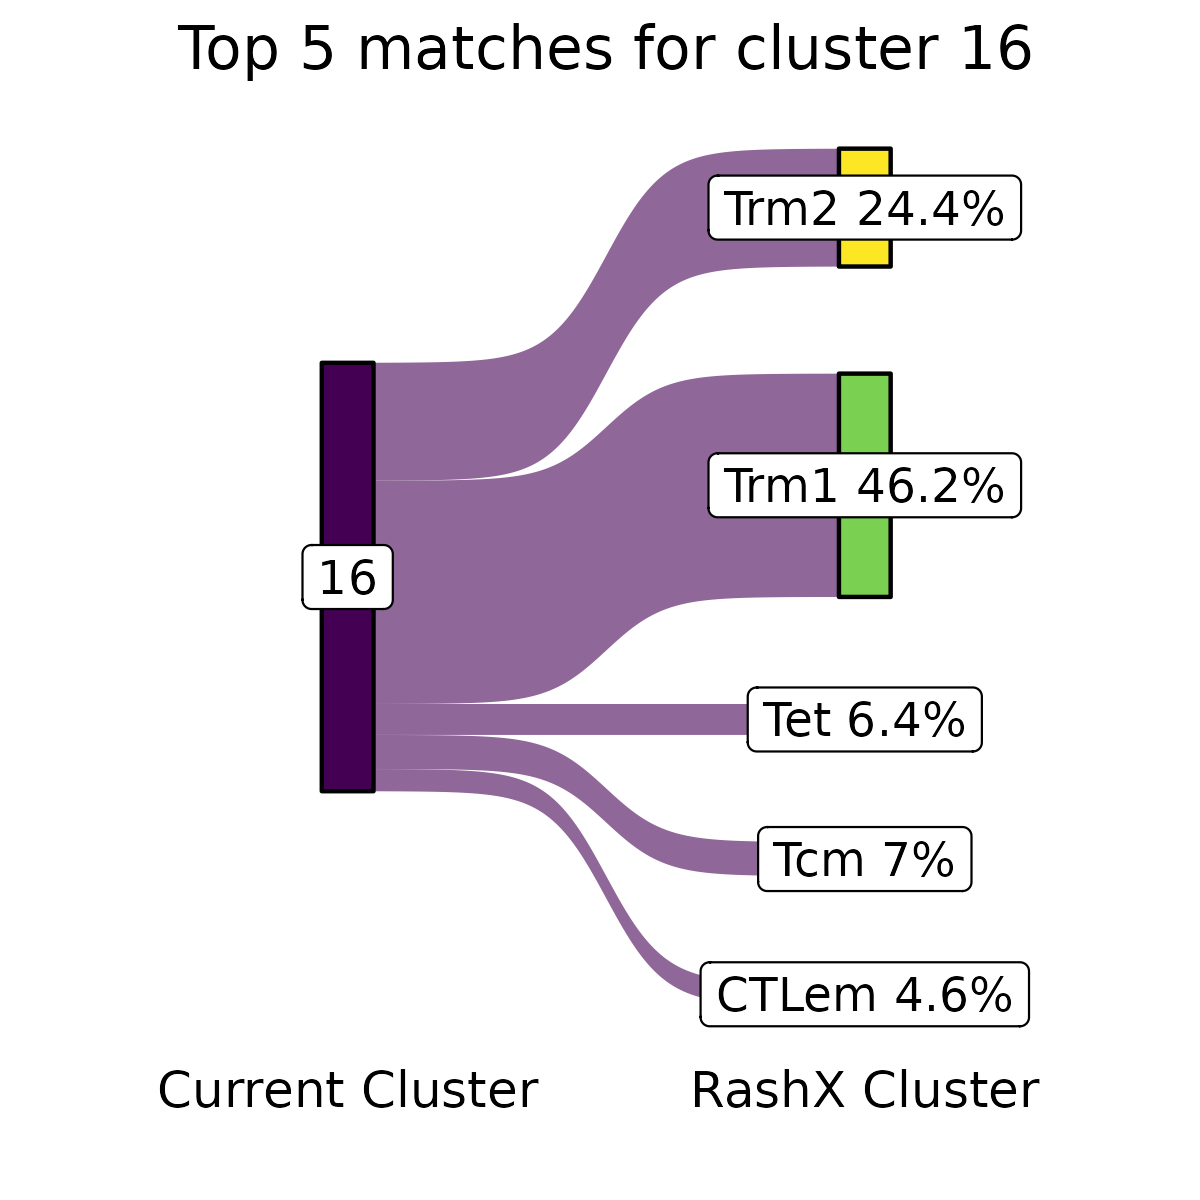 Top 5 matches for cluster 16
Trm2 24.4%
Trm1 46.2%
16
Tet 6.4%
Tcm 7%
CTLem 4.6%
Current Cluster
RashX Cluster